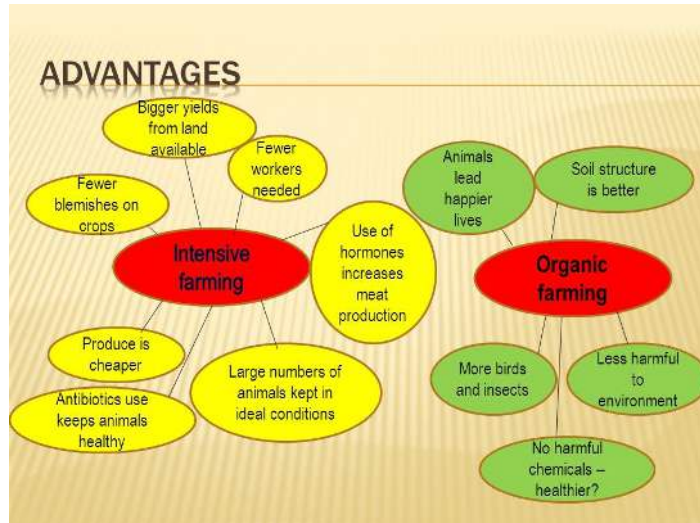 ADVANTAGES
Bigger yields
from land
available
Fewer
workers
needed
Fewer
blemishes on
crops
Intensive
farming
Use of
hormones
increases
meat
production
Produce is
cheaper
Antibiotics use
keeps animals
healthy
Large numbers of
animals kept in
ideal conditions
Animals
lead
happier
lives
Soil structure
is better
Organic
farming
More birds
and insects
Less harmful
to
environment
No harmful
chemicals –
healthier?